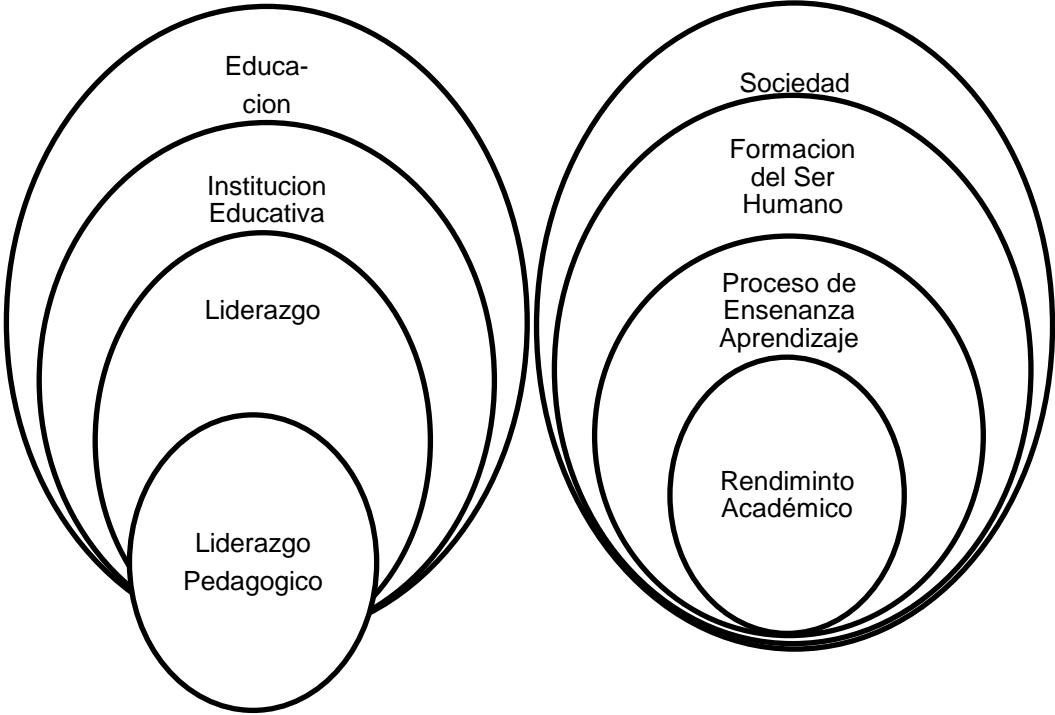 Educa-
cion
Institucion
Educativa
Liderazgo
Liderazgo
Pedagogico
Sociedad
Formacion
del Ser
Humano
Proceso de
Ensenanza
Aprendizaje
Rendiminto
Académico